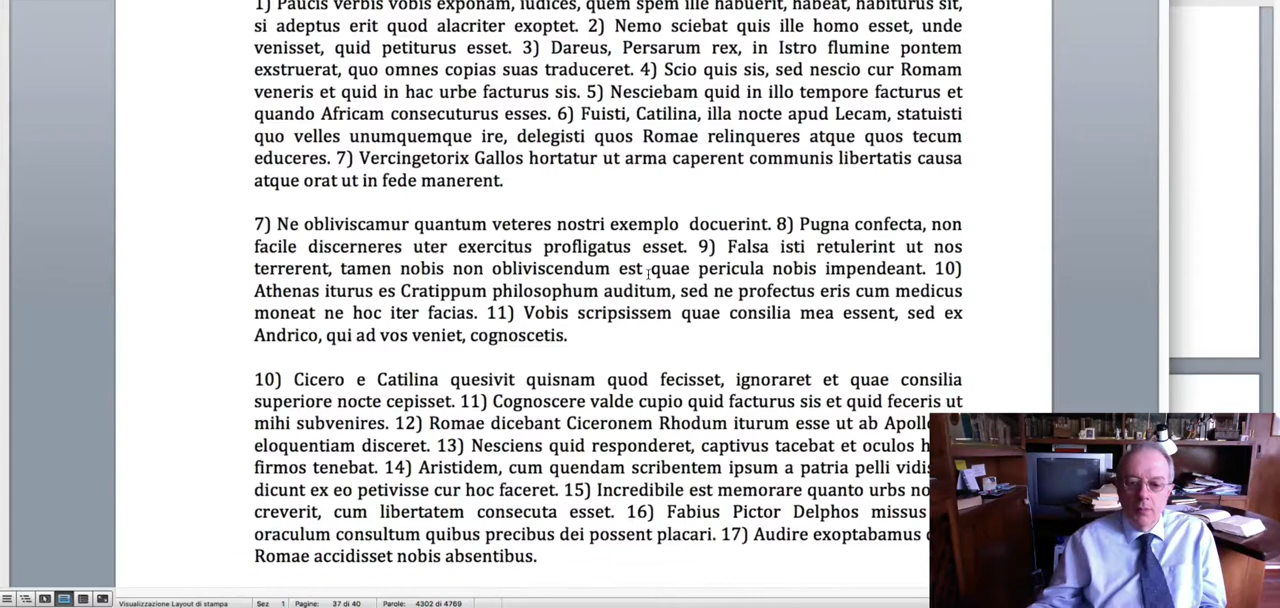 1) Paucis verbis vobis exponam, iudices, quem spem ille habuerit, habeat, habiturus sit,
si adeptus erit quod alacriter exoptet. 2) Nemo sciebat quis ille homo esset, unde
venisset, quid petiturus esset. 3) Dareus, Persarum rex, in Istro flumine pontem
exstruerat, quo omnes copias suas traduceret. 4) Scio quis sis, sed nescio cur Romam
veneris et quid in hac urbe facturus sis. 5) Nesciebam quid in illo tempore facturus et
quando Africam consecuturus esses. 6) Fuisti, Catilina, illa nocte apud Lecam, statuisti
quo velles unumquemque ire, delegisti quos Romae relinqueres atque quos tecum
educeres. 7) Vercingetorix Gallos hortatur ut arma caperent communis libertatis causa
atque orat ut in fede manerent.
7) Ne obliviscamur quantum veteres nostri exemplo docuerint. 8) Pugna confecta, non
facile discerneres uter exercitus profligatus esset. 9) Falsa isti retulerint ut nos
terrerent, tamen nobis non obliviscendum est quae pericula nobis impendeant. 10)
Athenas iturus es Cratippum philosophum auditum, sed ne profectus eris cum medicus
moneat ne hoc iter facias. 11) Vobis scripsissem quae consilia mea essent, sed ex
Andrico, qui ad vos veniet, cognoscetis.
10) Cicero e Catilina quesivit quisnam quod fecisset, ignoraret et quae consilia
superiore nocte cepisset. 11) Cognoscere valde cupio quid facturus sis et quid feceris ut
mihi subvenires. 12) Romae dicebant Ciceronem Rhodum iturum esse ut ab Apoll
eloquentiam disceret. 13) Nesciens quid responderet, captivus tacebat et oculos
firmos tenebat. 14) Aristidem, cum quendam scribentem ipsum a patria pelli vidis
dicunt ex eo petivisse cur hoc faceret. 15) Incredibile est memorare quanto urbs no
creverit, cum libertatem consecuta esset. 16) Fabius Pictor Delphos missus
oraculum consultum quibus precibus dei possent placari. 17) Audire exoptabamus
Romae accidisset nobis absentibus.
Visualizzazione Layout di stampa Sez 1 Pagine: 37 di 40 Parole: 4302 di 4769